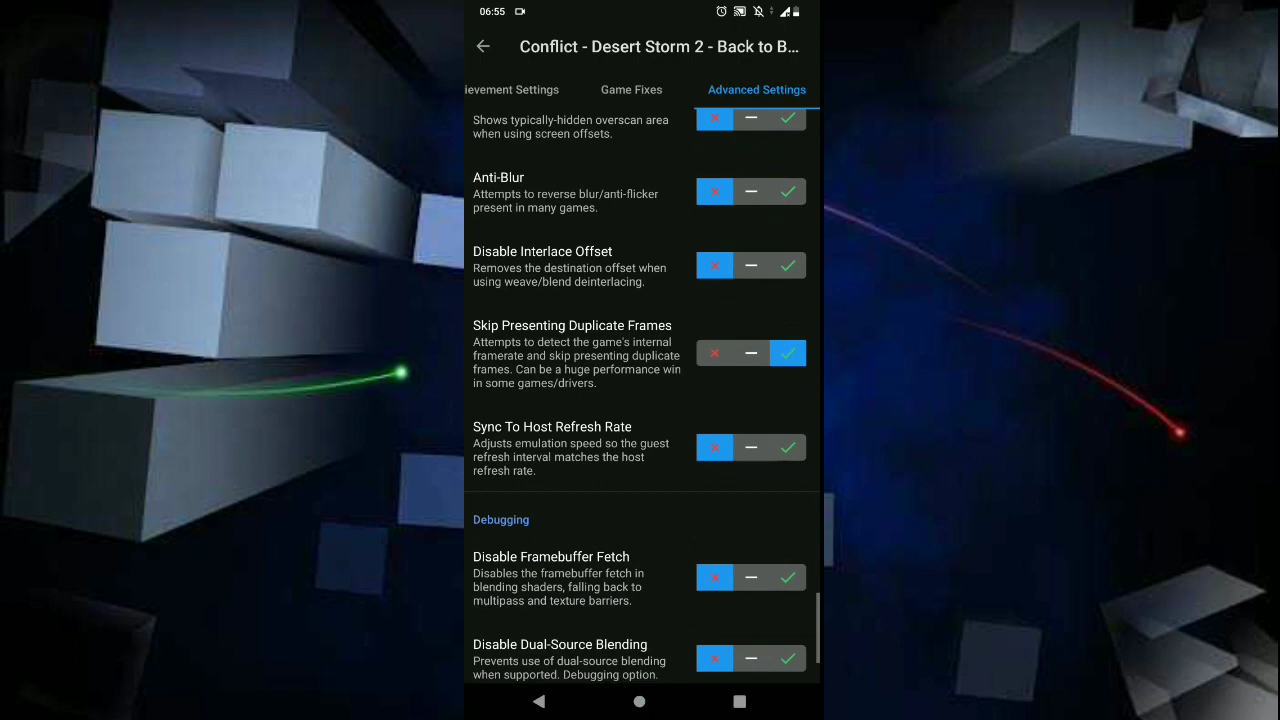 06:55
Conflict - Desert Storm 2 - Back to B...
ievement Settings
Game Fixes
Advanced Settings
Shows typically-hidden overscan area
when using screen offsets.
Anti-Blur
Attempts to reverse blur/anti-flicker
present in many games.
Disable Interlace Offset
Removes the destination offset when
using weave/blend deinterlacing.
Skip Presenting Duplicate Frames
Attempts to detect the game's internal
framerate and skip presenting duplicate
frames. Can be a huge performance win
in some games/drivers.
Sync To Host Refresh Rate
Adjusts emulation speed so the guest
refresh interval matches the host
refresh rate.
Debugging
Disable Framebuffer Fetch
Disables the framebuffer fetch in
blending shaders, falling back to
multipass and texture barriers.
Disable Dual-Source Blending
Prevents use of dual-source blending
when supported. Debugging option.